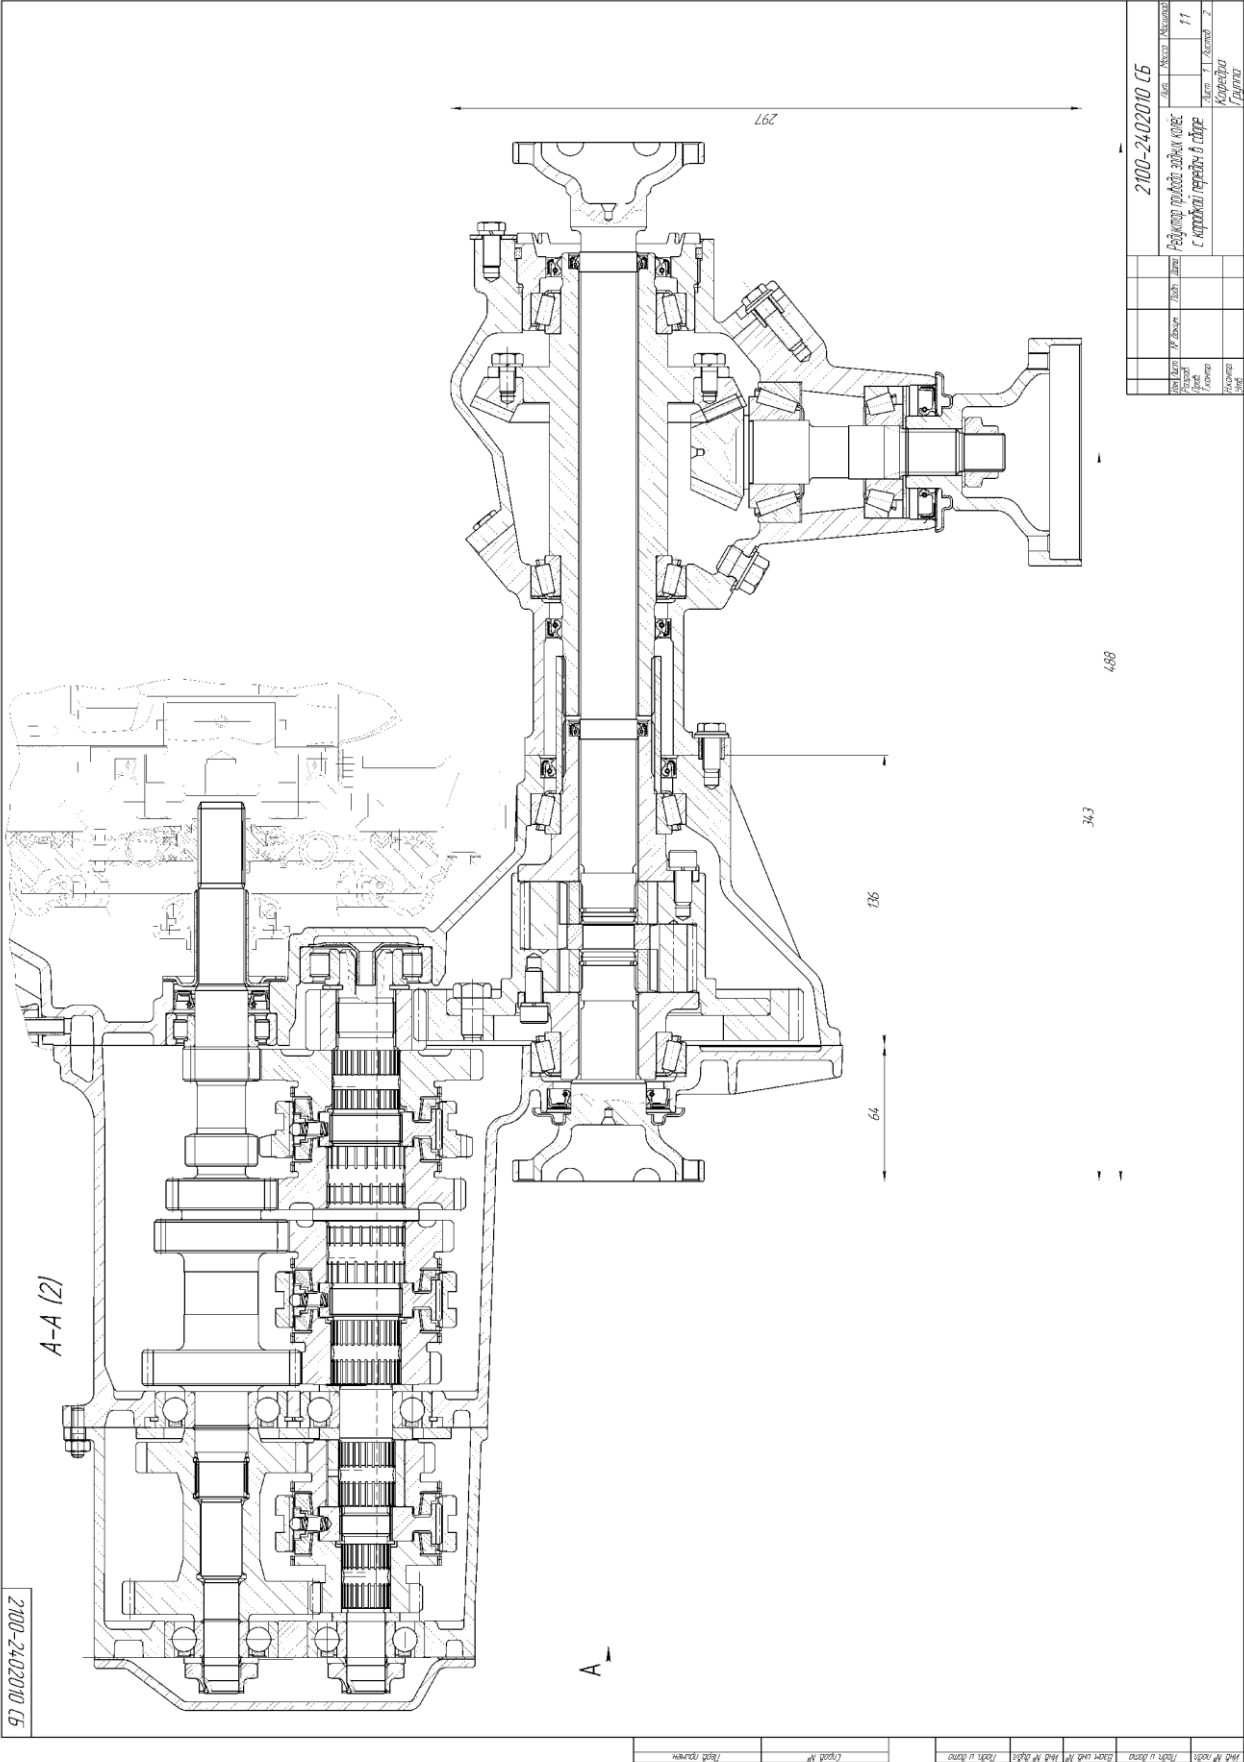 2100-2402010 СБ
Лит.
Масса
Масштаб
1:1
Редуктор привода задних колес
с коробкой передач в сборе
Лист 1
Листов 2
Кафедра:
Группа:
Изм.
Лист
№ докум.
Подп.
Дата
Разраб.
Пров.
Т.контр.
Н.контр.
Утв.
297
488
343
136
64
А-А (2)
А
2100-2402010 СБ
Перв. примен.
Справ. №
Подп. и дата
Инв. № дубл.
Взам. инв. №
Подп. и дата
Инв. № подл.